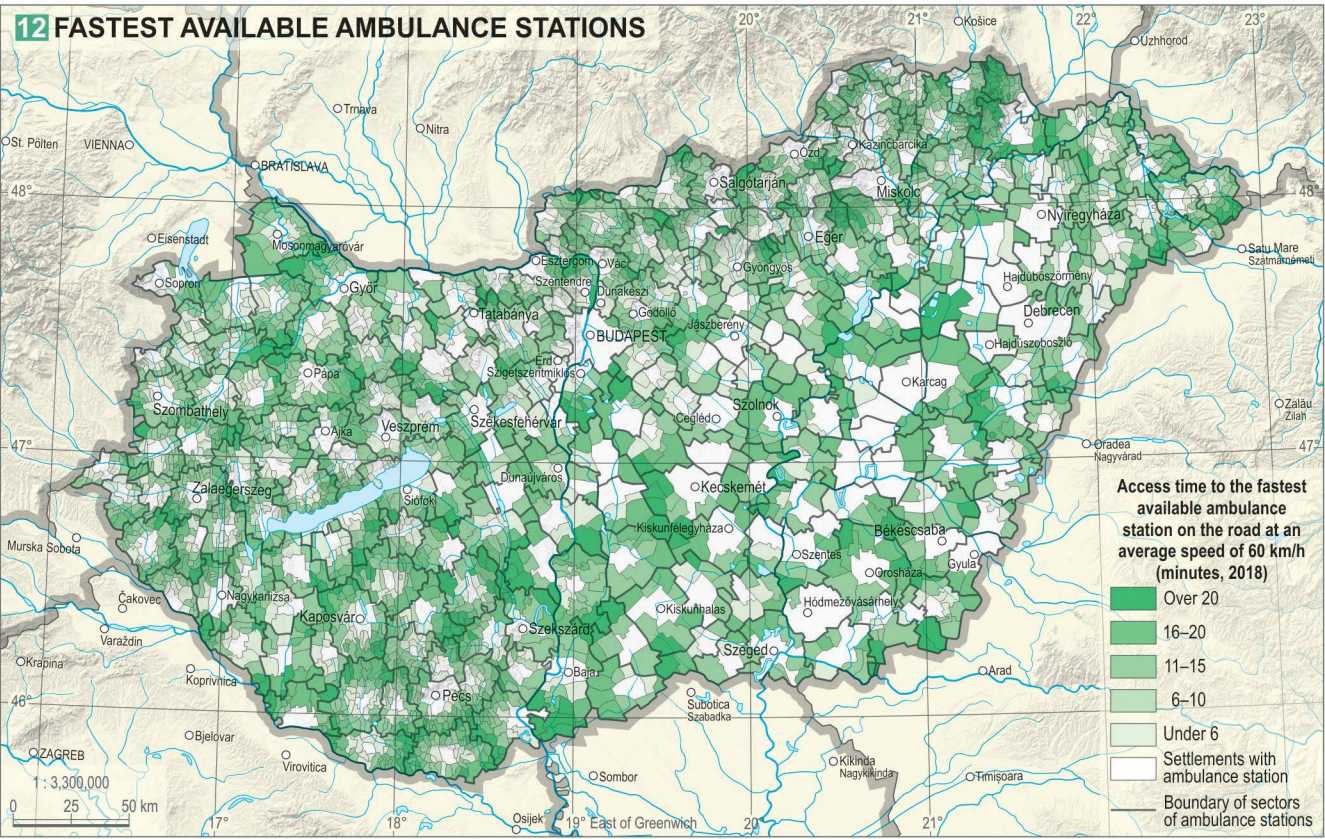 12 FASTEST AVAILABLE AMBULANCE STATIONS
20°
21°
22°
23°
Košice
Uzhhorod
Trnava
Nitra
St. Pölten
VIENNA
BRATISLAVA
Ózd
Kazincbarcika
Salgótarján
Miskolc
48°
48°
Nyíregyháza
Eisenstadt
Mosonmagyaróvár
Eger
Satu Mare
Szatmárnémeti
Sopron
Esztergom
Vác
Gyöngyös
Hajdúböszörmény
Győr
Szentendre
Dunakeszi
Tatabánya
Gödöllő
Debrecen
BUDAPEST
Jászberény
Hajdúszoboszló
Érd
Szigetszentmiklós
Pápa
Karcag
Szombathely
Székesfehérvár
Cegléd
Szolnok
Zalău
Zilah
Ajka
Veszprém
47°
47°
Oradea
Nagyvárad
Dunaújváros
Zalaegerszeg
Siófok
Kecskemét
Kiskunfélegyháza
Békéscsaba
Murska Sobota
Szentes
Gyula
Orosháza
Čakovec
Nagykanizsa
Kaposvár
Kiskunhalas
Hódmezővásárhely
Varaždin
Szekszárd
Szeged
Krapina
Koprivnica
Baja
Arad
Pécs
46°
Subotica
Szabadka
Bjelovar
ZAGREB
Virovitica
Kikinda
Nagykikinda
Sombor
Timișoara
Osijek
1 : 3,300,000
0 25 50 km
17°
18°
19° East of Greenwich
20°
21°
Access time to the fastest
available ambulance
station on the road at an
average speed of 60 km/h
(minutes, 2018)
Over 20
16–20
11–15
6–10
Under 6
Settlements with
ambulance station
Boundary of sectors
of ambulance stations